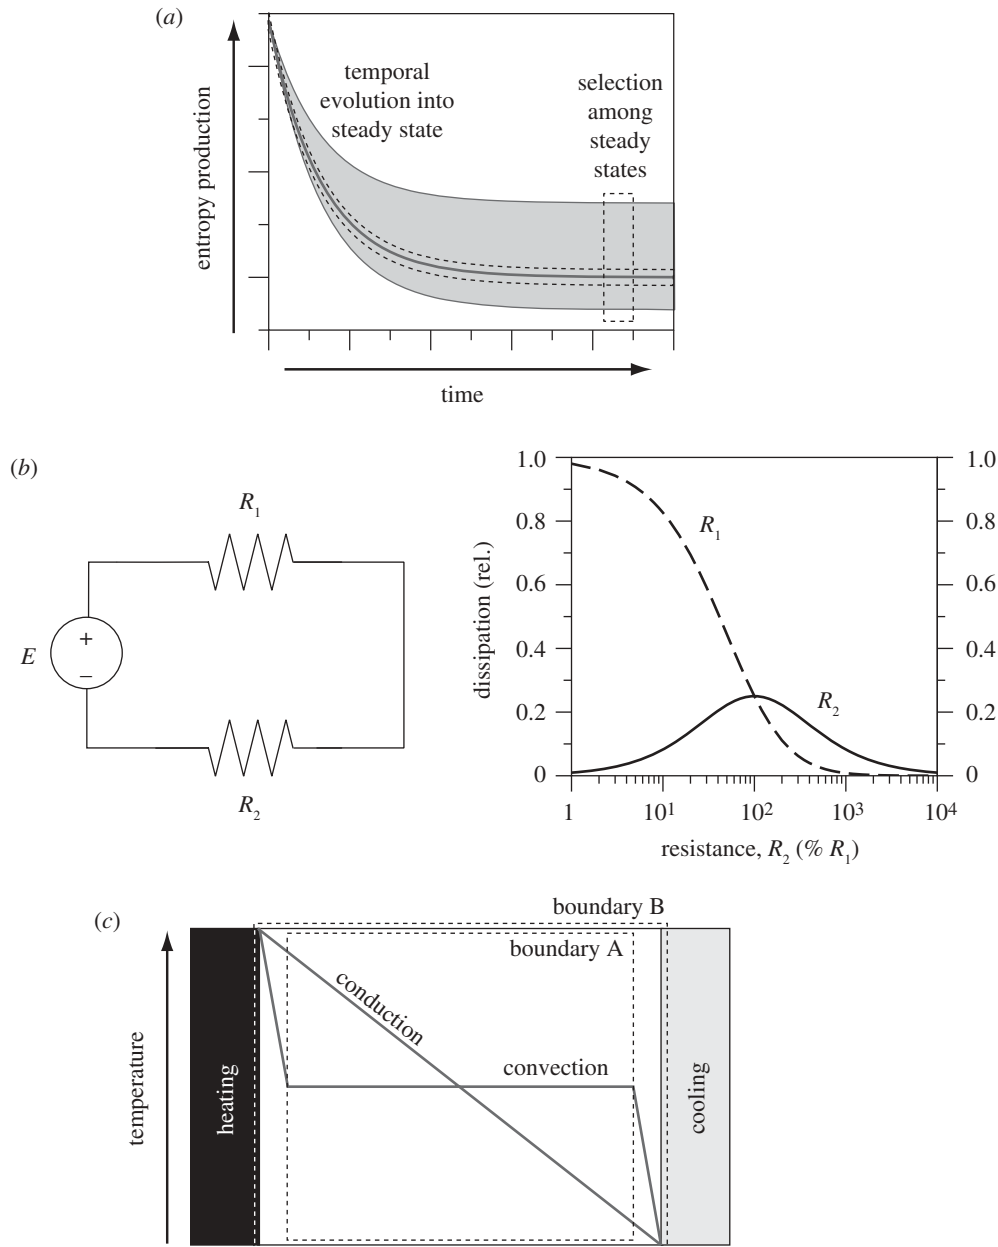 (a)
entropy production
temporal
evolution into
steady state
selection
among
steady
states
time
(b)
R1
E
+
−
R2
dissipation (rel.)
1.0
0.8
0.6
0.4
0.2
0
R1
R2
1.0
0.8
0.6
0.4
0.2
0
1 10¹ 10² 10³ 10⁴
resistance, R2 (% R1)
(c)
boundary B
boundary A
temperature
heating
conduction
convection
cooling